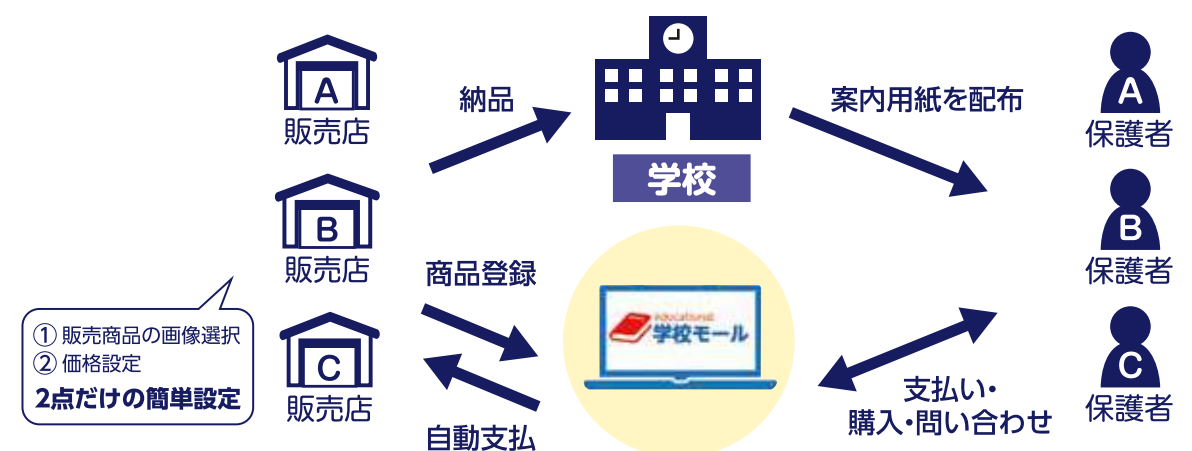 A
販売店
B
販売店
C
販売店
① 販売商品の画像選択
② 価格設定
2点だけの簡単設定
納品
学校
案内用紙を配布
商品登録
自動支払
educational
学校モール
支払い・
購入・問い合わせ
A
保護者
B
保護者
C
保護者